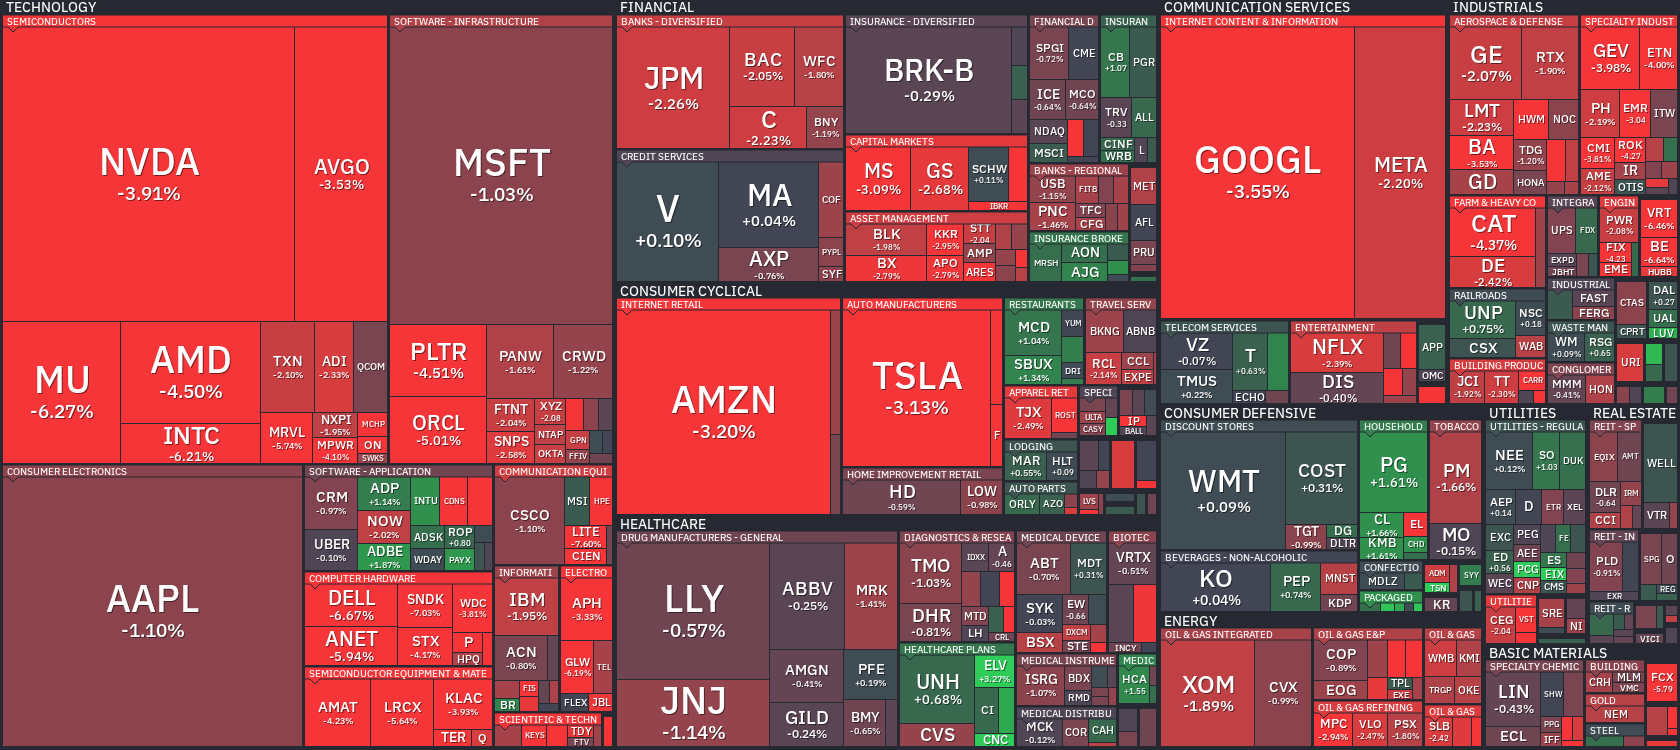 TECHNOLOGY
SEMICONDUCTORS
NVDA
-3.91%
AVGO
-3.53%
MU
-6.27%
AMD
-4.50%
INTC
-6.21%
TXN
-2.10%
ADI
-2.33%
QCOM
MRVL
-5.74%
NXPI
-1.95%
MCHP
MPWR
-4.10%
ON
SWKS
SOFTWARE - INFRASTRUCTURE
MSFT
-1.03%
PLTR
-4.51%
PANW
-1.61%
CRWD
-1.22%
ORCL
-5.01%
FTNT
-2.04%
XYZ
-2.08
SNPS
-2.58%
NTAP
GPN
OKTA
FFIV
CONSUMER ELECTRONICS
AAPL
-1.10%
SOFTWARE - APPLICATION
CRM
-0.97%
ADP
+1.14%
INTU
CDNS
NOW
-2.02%
UBER
-0.10%
ADBE
+1.87%
ADSK
ROP
+0.80
WDAY
PAYX
COMMUNICATION EQUI
CSCO
-1.10%
MSI
HPE
LITE
-7.60%
CIEN
COMPUTER HARDWARE
DELL
-6.67%
SNDK
-7.03%
WDC
-3.81%
ANET
-5.94%
STX
-4.17%
P
HPQ
INFORMATI
IBM
-1.95%
ACN
-0.80%
FIS
BR
ELECTRO
APH
-3.33%
GLW
-6.19%
TEL
FLEX
JBL
SEMICONDUCTOR EQUIPMENT & MATE
AMAT
-4.23%
LRCX
-5.64%
KLAC
-3.93%
TER
Q
SCIENTIFIC & TECHN
KEYS
TDY
FTV
FINANCIAL
BANKS - DIVERSIFIED
JPM
-2.26%
BAC
-2.05%
WFC
-1.80%
C
-2.23%
BNY
-1.19%
CREDIT SERVICES
V
+0.10%
MA
+0.04%
COF
AXP
-0.76%
PYPL
SYF
INSURANCE - DIVERSIFIED
BRK-B
-0.29%
CAPITAL MARKETS
MS
-3.09%
GS
-2.68%
SCHW
+0.11%
IBKR
ASSET MANAGEMENT
BLK
-1.98%
KKR
-2.95%
STT
-2.04
BX
-2.79%
APO
-2.79%
AMP
ARES
FINANCIAL D
SPGI
-0.72%
CME
ICE
-0.64%
MCO
-0.64%
NDAQ
MSCI
INSURAN
CB
+1.07
PGR
TRV
-0.33
ALL
CINF
WRB
L
BANKS - REGIONAL
USB
-1.15%
FITB
PNC
-1.46%
TFC
CFG
MET
AFL
PRU
INSURANCE BROKE
MRSH
AON
AJG
CONSUMER CYCLICAL
INTERNET RETAIL
AMZN
-3.20%
AUTO MANUFACTURERS
TSLA
-3.13%
F
HOME IMPROVEMENT RETAIL
HD
-0.59%
LOW
-0.98%
RESTAURANTS
MCD
+1.04%
YUM
SBUX
+1.34%
DRI
TRAVEL SERV
BKNG
ABNB
RCL
-2.14%
CCL
EXPE
APPAREL RET
TJX
-2.49%
ROST
SPECI
ULTA
CASY
IP
BALL
LODGING
MAR
+0.55%
HLT
+0.09
AUTO PARTS
ORLY
AZO
LVS
HEALTHCARE
DRUG MANUFACTURERS - GENERAL
LLY
-0.57%
ABBV
-0.25%
MRK
-1.41%
JNJ
-1.14%
AMGN
-0.41%
PFE
+0.19%
GILD
-0.24%
BMY
-0.65%
DIAGNOSTICS & RESEA
TMO
-1.03%
IDXX
A
-0.46
DHR
-0.81%
MTD
LH
CRL
HEALTHCARE PLANS
UNH
+0.68%
ELV
+3.27%
CI
CVS
CNC
MEDICAL DEVICE
ABT
-0.70%
MDT
+0.31%
SYK
-0.03%
EW
-0.66
BSX
DXCM
STE
BIOTEC
VRTX
-0.51%
INCY
MEDICAL INSTRUME
ISRG
-1.07%
BDX
RMD
MEDIC
HCA
+1.55
MEDICAL DISTRIBU
MCK
-0.12%
COR
CAH
COMMUNICATION SERVICES
INTERNET CONTENT & INFORMATION
GOOGL
-3.55%
META
-2.20%
TELECOM SERVICES
VZ
-0.07%
T
+0.63%
TMUS
+0.22%
ECHO
ENTERTAINMENT
NFLX
-2.39%
DIS
-0.40%
APP
OMC
INDUSTRIALS
AEROSPACE & DEFENSE
GE
-2.07%
RTX
-1.90%
LMT
-2.23%
HWM
NOC
BA
-3.53%
TDG
-1.20%
GD
HONA
SPECIALTY INDUST
GEV
-3.98%
ETN
-4.00%
PH
-2.19%
EMR
-3.04
ITW
CMI
-3.81%
ROK
-4.27
AME
-2.12%
IR
OTIS
FARM & HEAVY CO
CAT
-4.37%
DE
-2.42%
INTEGRA
UPS
FDX
EXPD
JBHT
ENGIN
PWR
-2.08%
FIX
-4.23
EME
VRT
-6.46%
BE
-6.64%
HUBB
RAILROADS
UNP
+0.75%
NSC
+0.18
CSX
WAB
INDUSTRIAL
FAST
FERG
CTAS
CPRT
DAL
+0.27
UAL
LUV
WASTE MAN
WM
+0.09%
RSG
+0.65
BUILDING PRODUC
JCI
-1.92%
TT
-2.30%
CARR
CONGLOMER
MMM
-0.41%
HON
URI
CONSUMER DEFENSIVE
DISCOUNT STORES
WMT
+0.09%
COST
+0.31%
TGT
-0.99%
DG
DLTR
HOUSEHOLD
PG
+1.61%
CL
+1.66%
EL
KMB
+1.61%
CHD
TOBACCO
PM
-1.66%
MO
-0.15%
BEVERAGES - NON-ALCOHOLIC
KO
+0.04%
PEP
+0.74%
MNST
KDP
CONFECTIO
MDLZ
PACKAGED
ADM
TSN
SYY
KR
UTILITIES
UTILITIES - REGULA
NEE
+0.12%
SO
+1.03
DUK
AEP
+0.14
D
ETR
XEL
EXC
PEG
FE
ED
+0.56
AEE
ES
PCG
EIX
WEC
CNP
CMS
UTILITIE
CEG
-2.04
VST
SRE
NI
REAL ESTATE
REIT - SP
EQIX
AMT
WELL
DLR
-0.64
IRM
CCI
VTR
REIT - IN
PLD
-0.91%
EXR
SPG
O
REG
REIT - R
VICI
ENERGY
OIL & GAS INTEGRATED
XOM
-1.89%
CVX
-0.99%
OIL & GAS E&P
COP
-0.89%
EOG
TPL
EXE
OIL & GAS
WMB
KMI
TRGP
OKE
OIL & GAS REFINING
MPC
-2.94%
VLO
-2.47%
PSX
-1.80%
OIL & GAS
SLB
-2.42
BASIC MATERIALS
SPECIALTY CHEMIC
LIN
-0.43%
SHW
ECL
PPG
IFF
BUILDING
CRH
MLM
VMC
FCX
-5.79
GOLD
NEM
STEEL